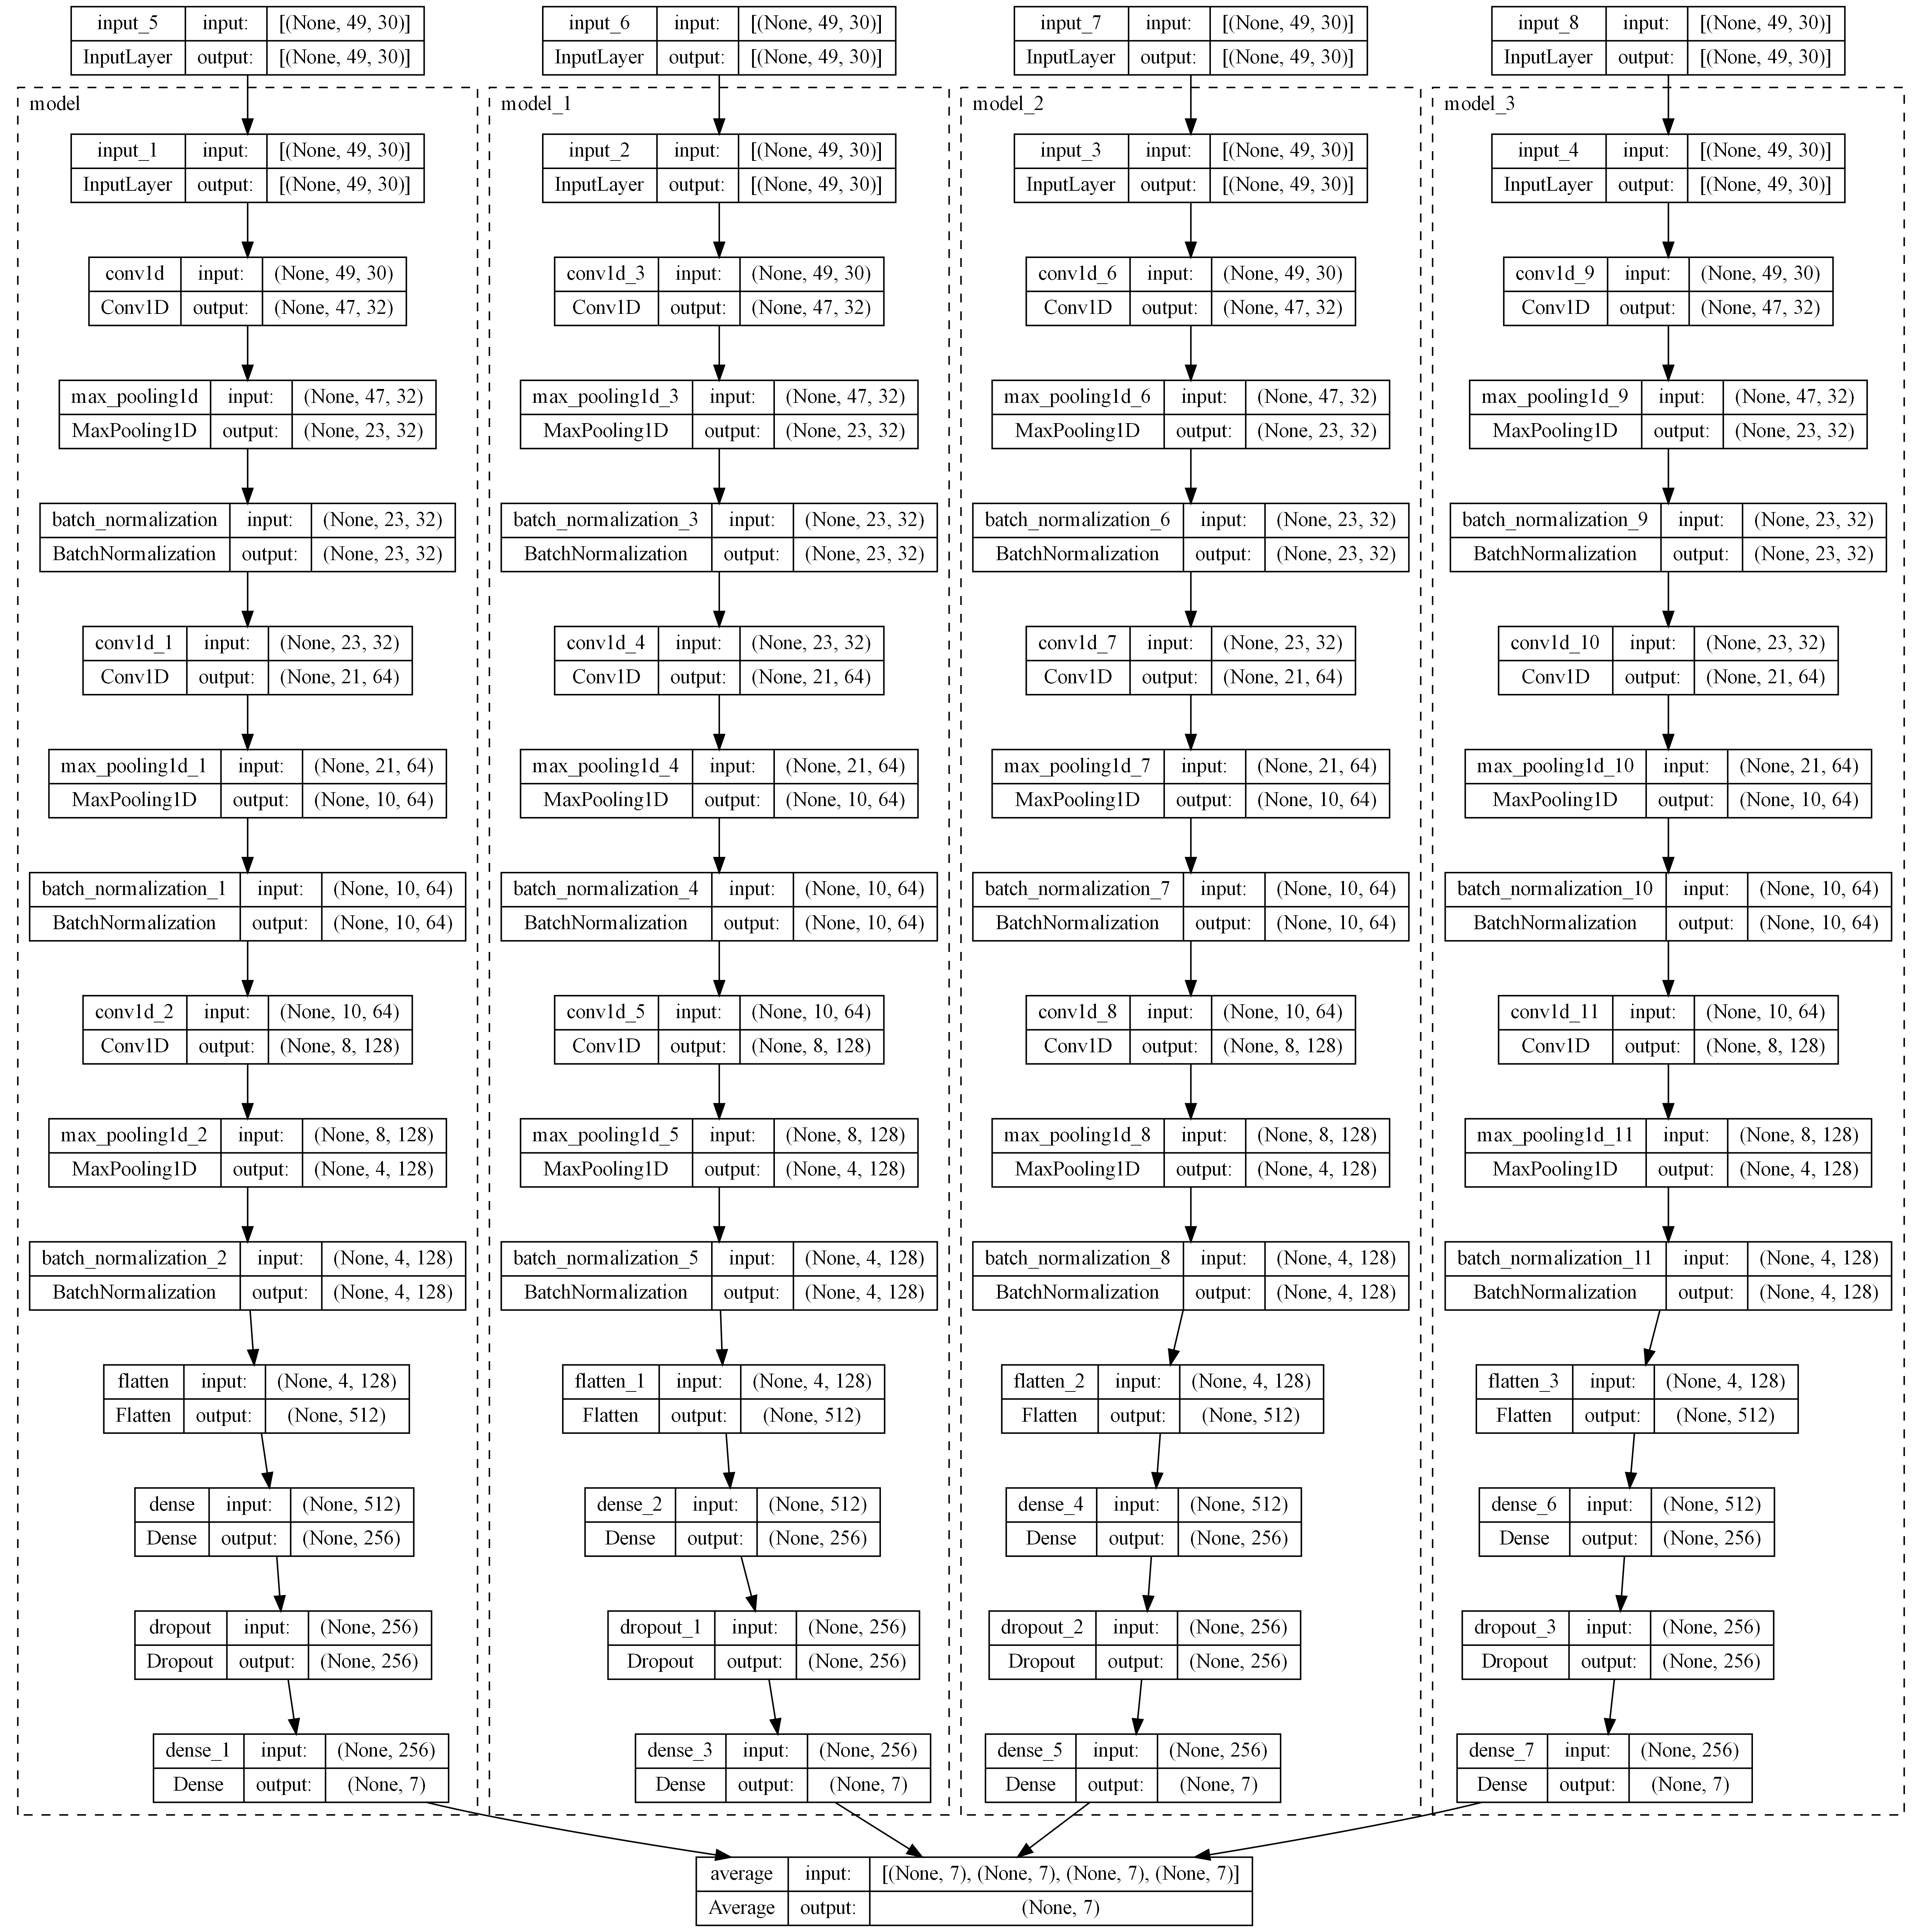 input_5 input: [(None, 49, 30)] input_6 input: [(None, 49, 30)] input_7 input: [(None, 49, 30)] input_8 input: [(None, 49, 30)]
InputLayer output: [(None, 49, 30)] InputLayer output: [(None, 49, 30)] InputLayer output: [(None, 49, 30)] InputLayer output: [(None, 49, 30)]
model model_1 model_2 model_3
input_1 input: [(None, 49, 30)] input_2 input: [(None, 49, 30)] input_3 input: [(None, 49, 30)] input_4 input: [(None, 49, 30)]
InputLayer output: [(None, 49, 30)] InputLayer output: [(None, 49, 30)] InputLayer output: [(None, 49, 30)] InputLayer output: [(None, 49, 30)]
conv1d input: (None, 49, 30) conv1d_3 input: (None, 49, 30) conv1d_6 input: (None, 49, 30) conv1d_9 input: (None, 49, 30)
Conv1D output: (None, 47, 32) Conv1D output: (None, 47, 32) Conv1D output: (None, 47, 32) Conv1D output: (None, 47, 32)
max_pooling1d input: (None, 47, 32) max_pooling1d_3 input: (None, 47, 32) max_pooling1d_6 input: (None, 47, 32) max_pooling1d_9 input: (None, 47, 32)
MaxPooling1D output: (None, 23, 32) MaxPooling1D output: (None, 23, 32) MaxPooling1D output: (None, 23, 32) MaxPooling1D output: (None, 23, 32)
batch_normalization input: (None, 23, 32) batch_normalization_3 input: (None, 23, 32) batch_normalization_6 input: (None, 23, 32) batch_normalization_9 input: (None, 23, 32)
BatchNormalization output: (None, 23, 32) BatchNormalization output: (None, 23, 32) BatchNormalization output: (None, 23, 32) BatchNormalization output: (None, 23, 32)
conv1d_1 input: (None, 23, 32) conv1d_4 input: (None, 23, 32) conv1d_7 input: (None, 23, 32) conv1d_10 input: (None, 23, 32)
Conv1D output: (None, 21, 64) Conv1D output: (None, 21, 64) Conv1D output: (None, 21, 64) Conv1D output: (None, 21, 64)
max_pooling1d_1 input: (None, 21, 64) max_pooling1d_4 input: (None, 21, 64) max_pooling1d_7 input: (None, 21, 64) max_pooling1d_10 input: (None, 21, 64)
MaxPooling1D output: (None, 10, 64) MaxPooling1D output: (None, 10, 64) MaxPooling1D output: (None, 10, 64) MaxPooling1D output: (None, 10, 64)
batch_normalization_1 input: (None, 10, 64) batch_normalization_4 input: (None, 10, 64) batch_normalization_7 input: (None, 10, 64) batch_normalization_10 input: (None, 10, 64)
BatchNormalization output: (None, 10, 64) BatchNormalization output: (None, 10, 64) BatchNormalization output: (None, 10, 64) BatchNormalization output: (None, 10, 64)
conv1d_2 input: (None, 10, 64) conv1d_5 input: (None, 10, 64) conv1d_8 input: (None, 10, 64) conv1d_11 input: (None, 10, 64)
Conv1D output: (None, 8, 128) Conv1D output: (None, 8, 128) Conv1D output: (None, 8, 128) Conv1D output: (None, 8, 128)
max_pooling1d_2 input: (None, 8, 128) max_pooling1d_5 input: (None, 8, 128) max_pooling1d_8 input: (None, 8, 128) max_pooling1d_11 input: (None, 8, 128)
MaxPooling1D output: (None, 4, 128) MaxPooling1D output: (None, 4, 128) MaxPooling1D output: (None, 4, 128) MaxPooling1D output: (None, 4, 128)
batch_normalization_2 input: (None, 4, 128) batch_normalization_5 input: (None, 4, 128) batch_normalization_8 input: (None, 4, 128) batch_normalization_11 input: (None, 4, 128)
BatchNormalization output: (None, 4, 128) BatchNormalization output: (None, 4, 128) BatchNormalization output: (None, 4, 128) BatchNormalization output: (None, 4, 128)
flatten input: (None, 4, 128) flatten_1 input: (None, 4, 128) flatten_2 input: (None, 4, 128) flatten_3 input: (None, 4, 128)
Flatten output: (None, 512) Flatten output: (None, 512) Flatten output: (None, 512) Flatten output: (None, 512)
dense input: (None, 512) dense_2 input: (None, 512) dense_4 input: (None, 512) dense_6 input: (None, 512)
Dense output: (None, 256) Dense output: (None, 256) Dense output: (None, 256) Dense output: (None, 256)
dropout input: (None, 256) dropout_1 input: (None, 256) dropout_2 input: (None, 256) dropout_3 input: (None, 256)
Dropout output: (None, 256) Dropout output: (None, 256) Dropout output: (None, 256) Dropout output: (None, 256)
dense_1 input: (None, 256) dense_3 input: (None, 256) dense_5 input: (None, 256) dense_7 input: (None, 256)
Dense output: (None, 7) Dense output: (None, 7) Dense output: (None, 7) Dense output: (None, 7)
average input: [(None, 7), (None, 7), (None, 7), (None, 7)]
Average output: (None, 7)